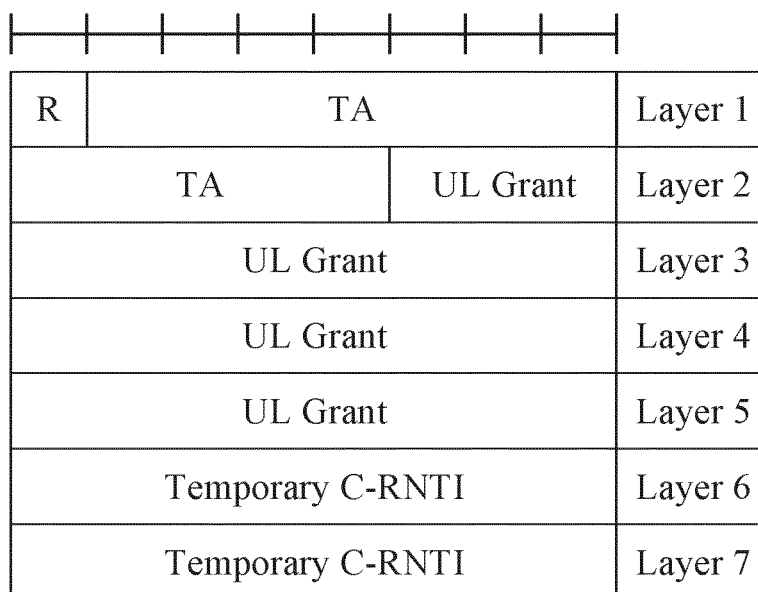 R TA Layer 1
TA UL Grant Layer 2
UL Grant Layer 3
UL Grant Layer 4
UL Grant Layer 5
Temporary C-RNTI Layer 6
Temporary C-RNTI Layer 7